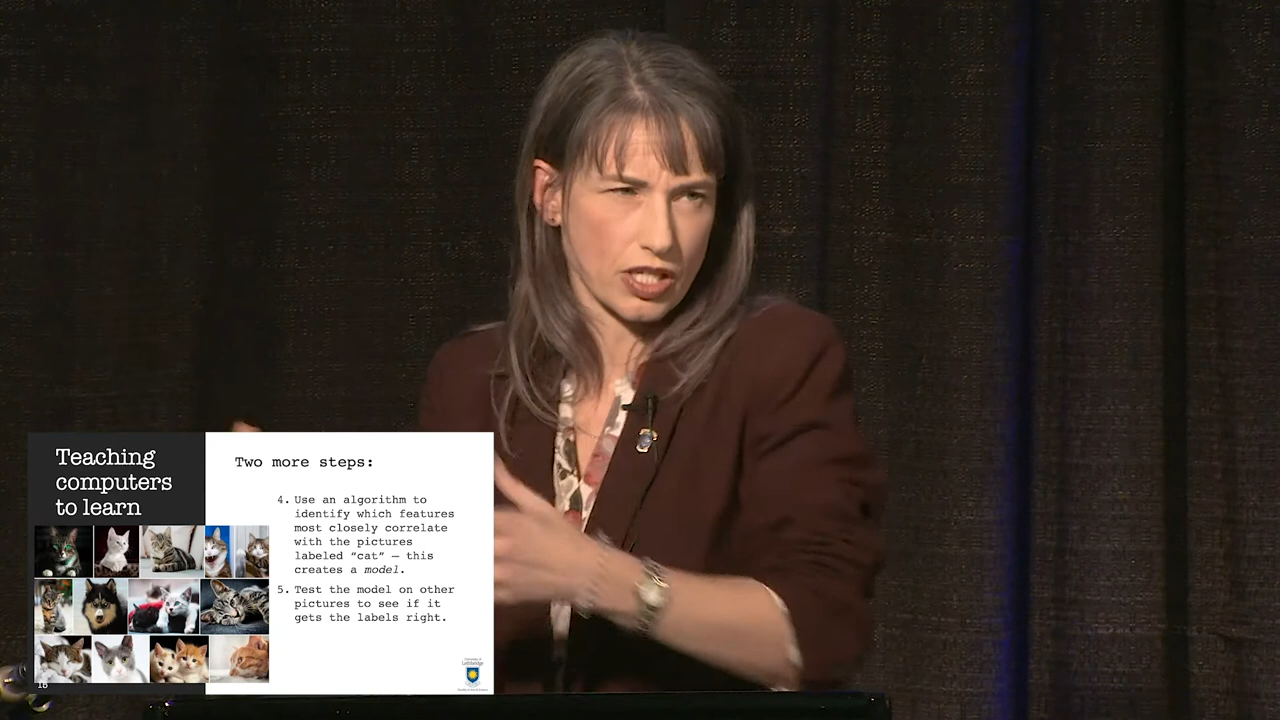 Teaching
computers
to learn
Two more steps:
4. Use an algorithm to
identify which features
most closely correlate
with the pictures
labeled “cat” — this
creates a model.
5. Test the model on other
pictures to see if it
gets the labels right.
Lethbridge